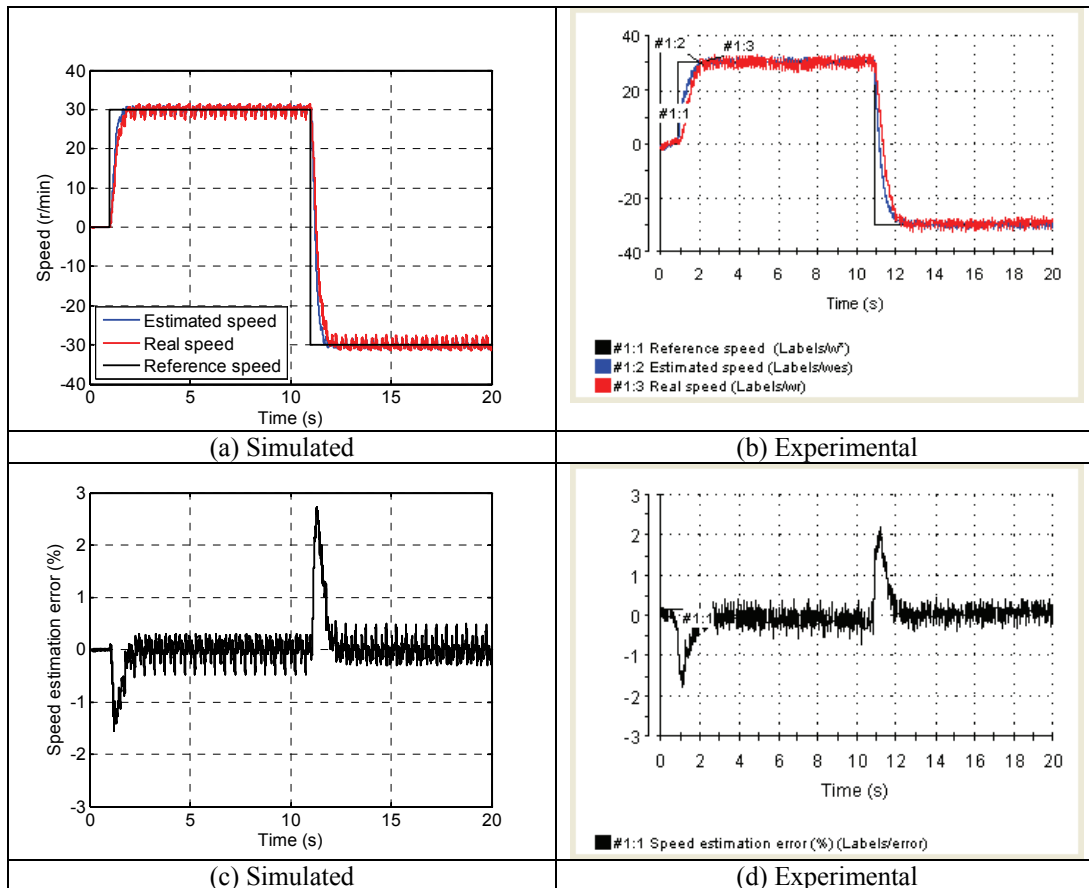 40
30
20
10
0
-10
-20
-30
-40
Speed (r/min)
Estimated speed
Real speed
Reference speed
0 5 10 15 20
Time (s)
(a) Simulated
40
20
0
-20
-40
#1:2 #1:3
#1:1
0 2 4 6 8 10 12 14 16 18 20
Time (s)
#1:1 Reference speed (Labels/w*)
#1:2 Estimated speed (Labels/wes)
#1:3 Real speed (Labels/wr)
(b) Experimental
3
2
1
0
-1
-2
-3
Speed estimation error (%)
0 5 10 15 20
Time (s)
(c) Simulated
3
2
1
0
-1
-2
-3
#1:1
0 2 4 6 8 10 12 14 16 18 20
Time (s)
#1:1 Speed estimation error (%) (Labels/error)
(d) Experimental